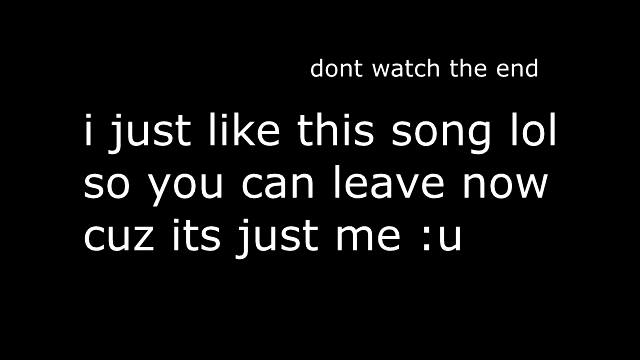 dont watch the end
i just like this song lol
so you can leave now
cuz its just me :u